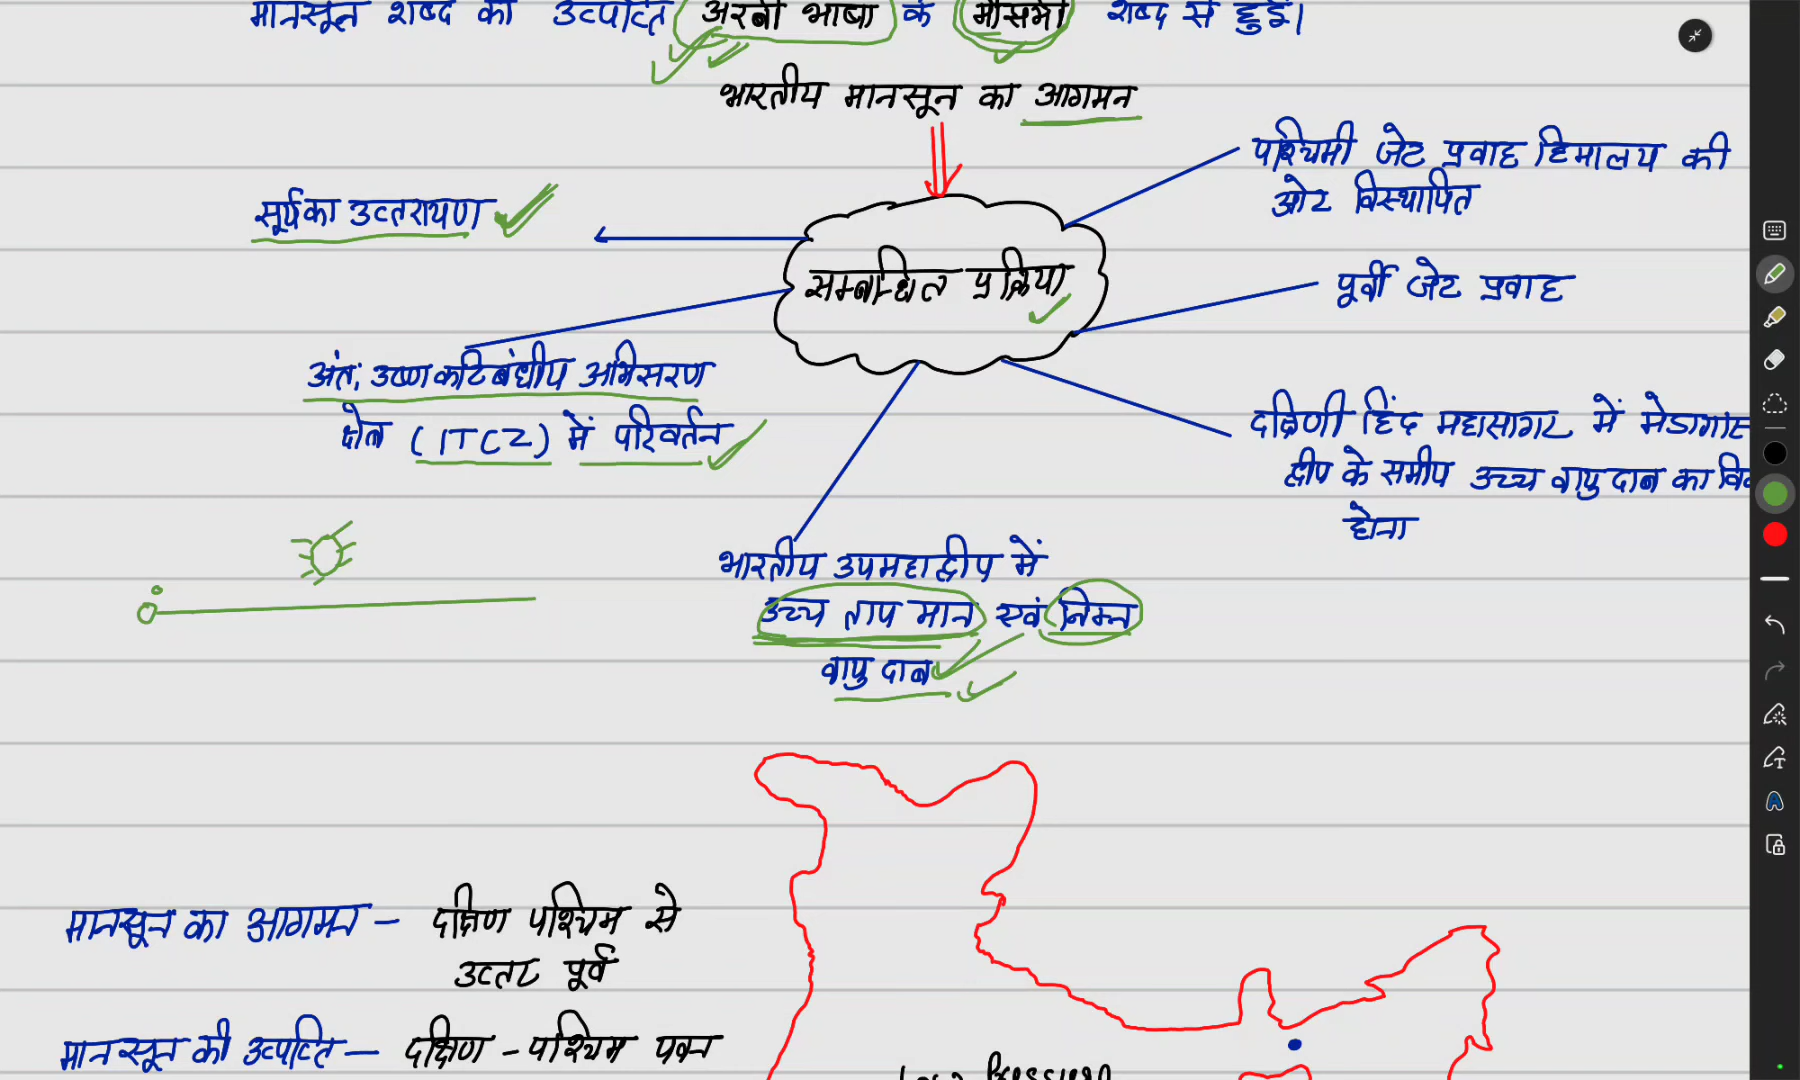 मानसून शब्द की उत्पत्ति अरबी भाषा के मौसमी शब्द से हुई।
भारतीय मानसून का आगमन
पश्चिमी जेट प्रवाह हिमालय की
ओर विस्थापित
सूर्य का उत्तरायण
सम्बन्धित प्रक्रिया
पूर्वी जेट प्रवाह
अंतः उष्ण कटिबंधीय अभिसरण
क्षेत्र (ITCZ) में परिवर्तन
दक्षिणी हिंद महासागर में
द्वीप के समीप उच्च वायु दाब का
होना
भारतीय उपमहाद्वीप में
उच्च ताप मान एवं निम्न
वायु दाब
मानसून का आगमन – दक्षिण पश्चिम से
उत्तर पूर्व
मानसून की उत्पत्ति – दक्षिण - पश्चिम पवन